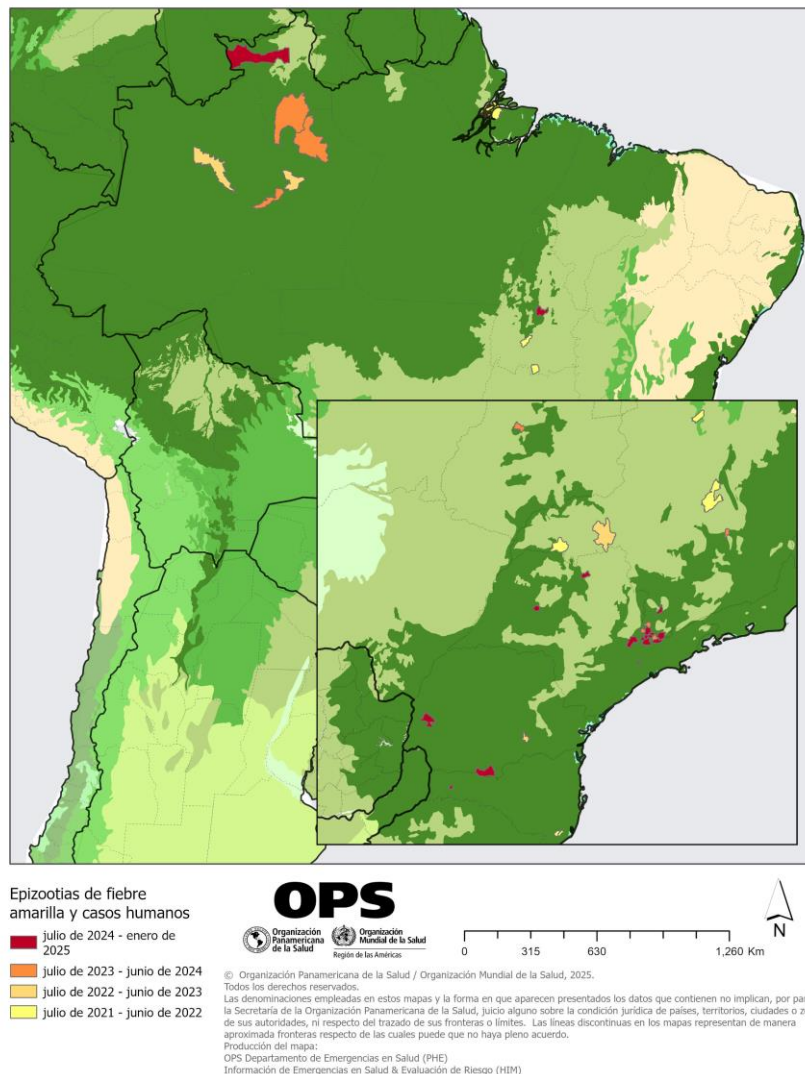 Epizootias de fiebre
amarilla y casos humanos
julio de 2024 - enero de
2025
julio de 2023 - junio de 2024
julio de 2022 - junio de 2023
julio de 2021 - junio de 2022
OPS
Organización
Panamericana
de la Salud
Organización
Mundial de la Salud
Región de las Américas
0 315 630 1,260 Km
N
© Organización Panamericana de la Salud / Organización Mundial de la Salud, 2025.
Todos los derechos reservados.
Las denominaciones empleadas en estos mapas y la forma en que aparecen presentados los datos que contienen no implican, por
la Secretaría de la Organización Panamericana de la Salud, juicio alguno sobre la condición jurídica de países, territorios, ciudades o
de sus autoridades, ni respecto del trazado de sus fronteras o límites. Las líneas discontinuas en los mapas representan de manera
aproximada fronteras respecto de las cuales puede que no haya pleno acuerdo.
Producción del mapa:
OPS Departamento de Emergencias en Salud (PHE)
Información de Emergencias en Salud & Evaluación de Riesgo (HIM)